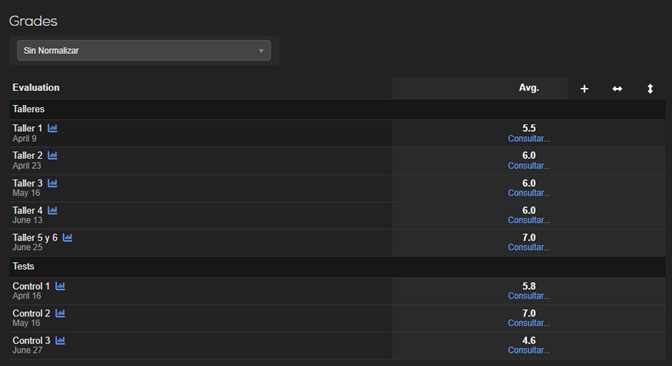 Grades
Sin Normalizar
Evaluation Avg.
Talleres
Taller 1 5.5
April 9 Consultar...
Taller 2 6.0
April 23 Consultar...
Taller 3 6.0
May 16 Consultar...
Taller 4 6.0
June 13 Consultar...
Taller 5 y 6 7.0
June 25 Consultar...
Tests
Control 1 5.8
April 16 Consultar...
Control 2 7.0
May 16 Consultar...
Control 3 4.6
June 27 Consultar...